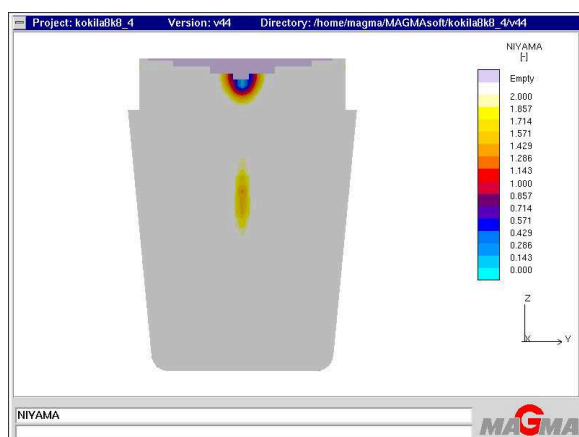 Project: kokila8k8_4 Version: v44 Directory: /home/magma/MAGMAsoft/kokila8k8_4/v44
NIYAMA
[-]
Empty
2.000
1.857
1.714
1.571
1.429
1.286
1.143
1.000
0.857
0.714
0.571
0.429
0.286
0.143
0.000
Z
X
Y
NIYAMA
MAGMA